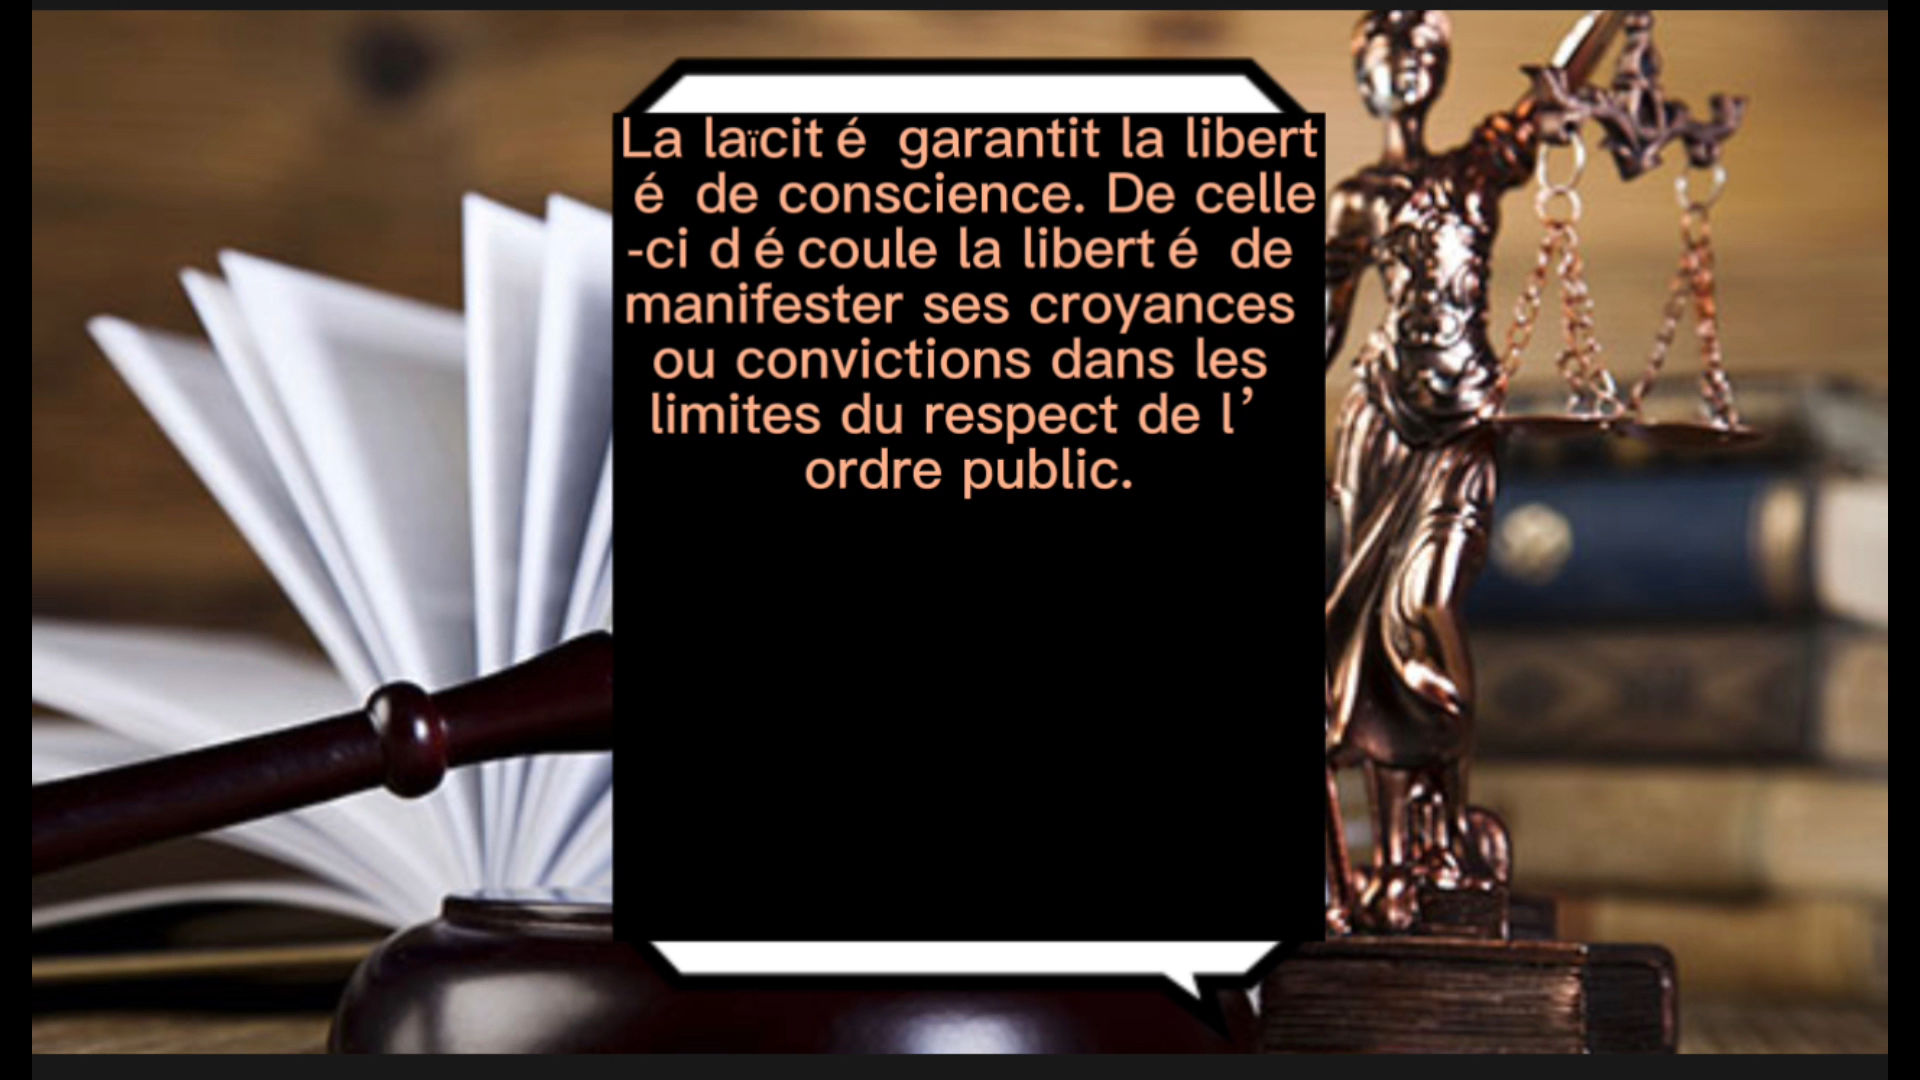 La laïcité garantit la libert
é de conscience. De celle
-ci découle la liberté de
manifester ses croyances
ou convictions dans les
limites du respect de l’
ordre public.